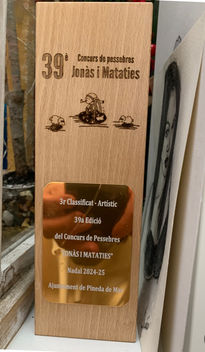 39è
Concurs de pessebres
Jonàs i Mataties
3r Classificat - Artístic
39a Edició
del Concurs de Pessebres
"JONÀS I MATATIES"
Nadal 2024-25
Ajuntament de Pineda de Mar